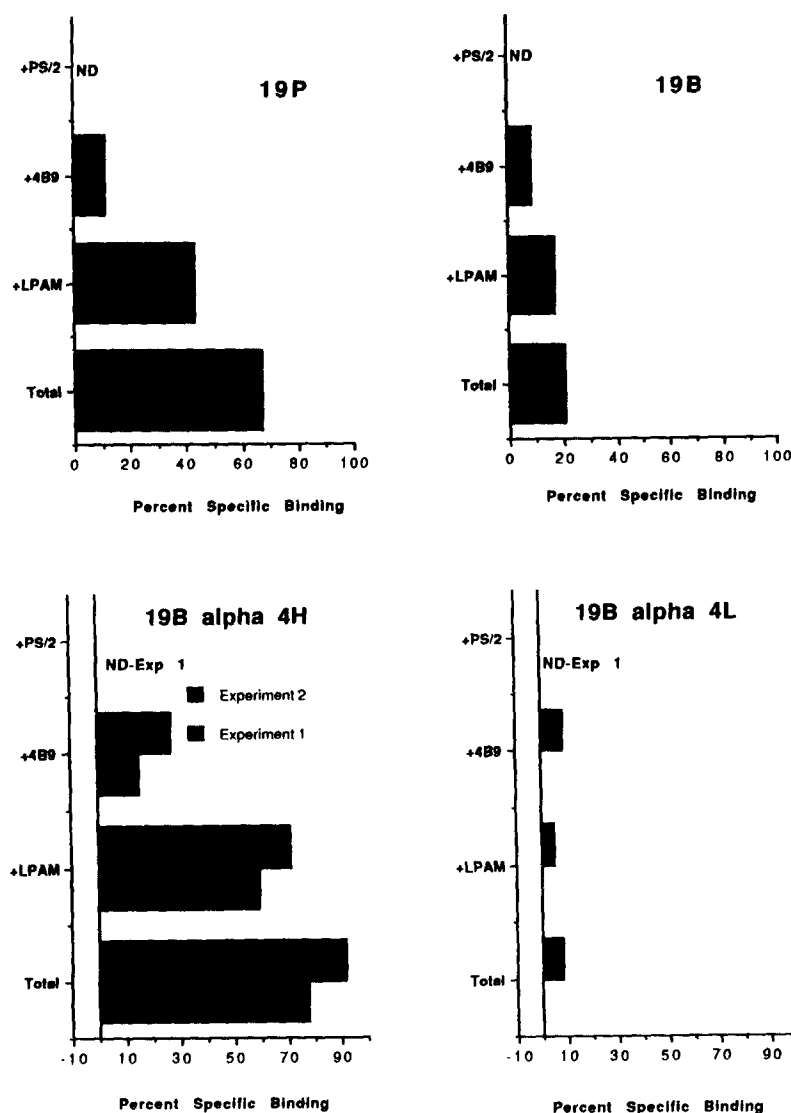 19P
+PS/2
ND
+4B9
+LPAM
Total
0 20 40 60 80 100
Percent Specific Binding
19B
+PS/2
ND
+4B9
+LPAM
Total
0 20 40 60 80 100
Percent Specific Binding
19B alpha 4H
+PS/2
ND-Exp 1
Experiment 2
Experiment 1
+4B9
+LPAM
Total
-10 10 30 50 70 90
Percent Specific Binding
19B alpha 4L
+PS/2
ND-Exp 1
+4B9
+LPAM
Total
-10 10 30 50 70 90
Percent Specific Binding